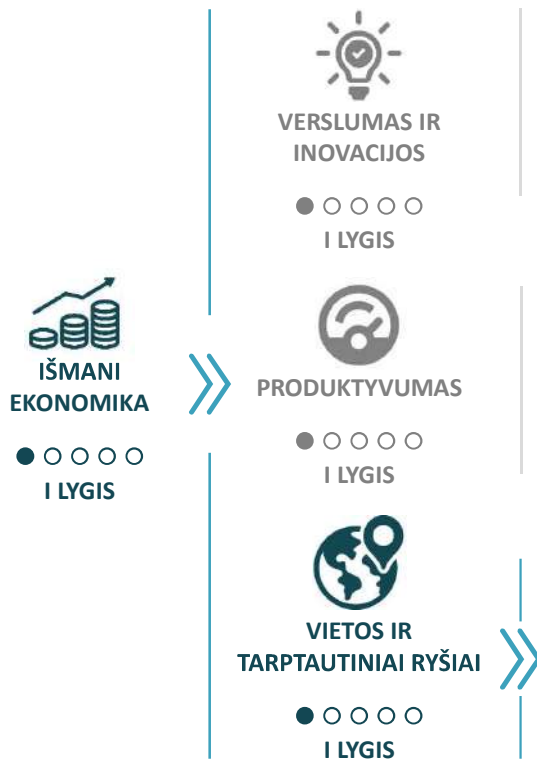 VERSLUMAS IR
INOVACIJOS
I LYGIS
IŠMANI
EKONOMIKA
I LYGIS
PRODUKTYVUMAS
I LYGIS
VIETOS IR
TARPTAUTINIAI RYŠIAI
I LYGIS